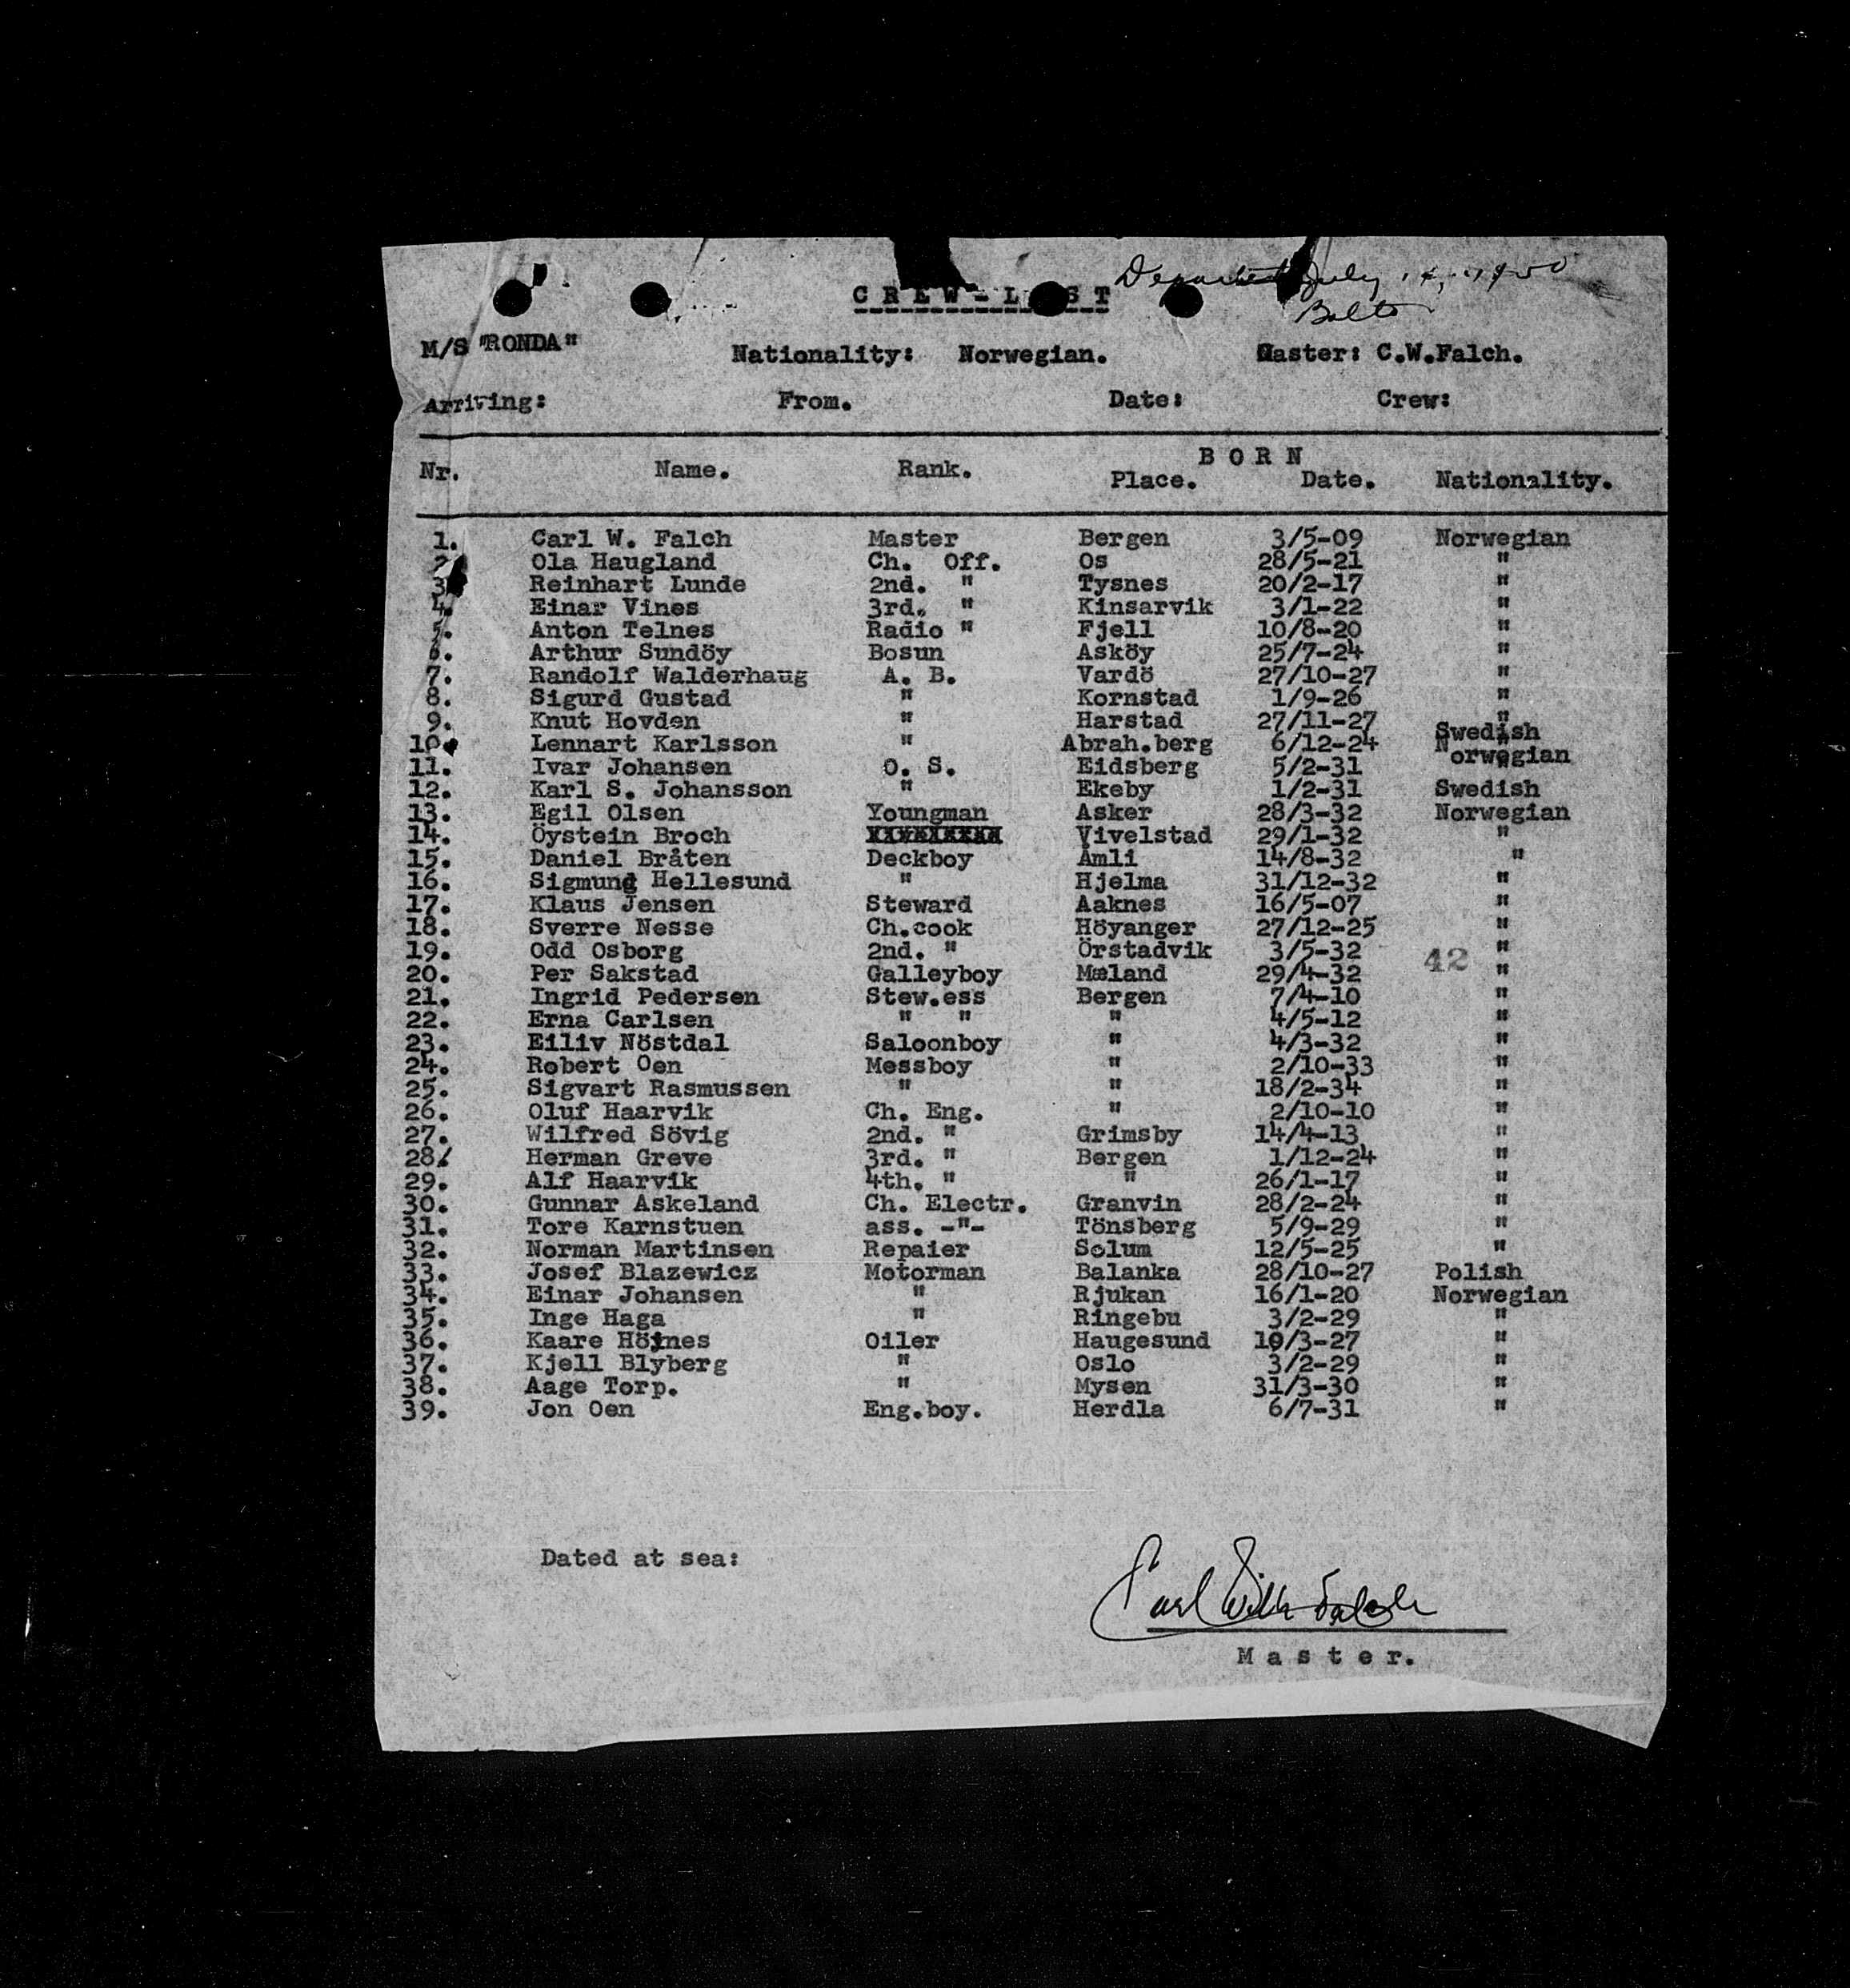 Departed July 14, 1950
Balto
CREW-LIST
M/S "RONDA" Nationality: Norwegian. Master: C.W.Falch.
Arriving: From. Date: Crew:
BORN
Nr. Name. Rank. Place. Date. Nationality.
1. Carl W. Falch Master Bergen 3/5-09 Norwegian
2. Ola Haugland Ch. Off. Os 28/5-21 "
3. Reinhart Lunde 2nd. " Tysnes 20/2-17 "
4. Einar Vines 3rd. " Kinsarvik 3/1-22 "
5. Anton Telnes Radio " Fjell 10/8-20 "
6. Arthur Sundöy Bosun Asköy 25/7-24 "
7. Randolf Walderhaug A. B. Vardö 27/10-27 "
8. Sigurd Gustad " Kornstad 1/9-26 "
9. Knut Hovden " Harstad 27/11-27 "
10. Lennart Karlsson " Abrah.berg 6/12-24 Swedish
11. Ivar Johansen O. S. Eidsberg 5/2-31 Norwegian
12. Karl S. Johansson " Ekeby 1/2-31 Swedish
13. Egil Olsen Youngman Asker 28/3-32 Norwegian
14. Öystein Broch Vivelstad 29/1-32 "
15. Daniel Bråten Deckboy Åmli 14/8-32 "
16. Sigmund Hellesund " Hjelma 31/12-32 "
17. Klaus Jensen Steward Aaknes 16/5-07 "
18. Sverre Nesse Ch.cook Höyanger 27/12-25 "
19. Odd Osborg 2nd. " Örstadvik 3/5-32 "
42
20. Per Sakstad Galleyboy Mæland 29/4-32 "
21. Ingrid Pedersen Stew.ess Bergen 7/4-10 "
22. Erna Carlsen " " " 4/5-12 "
23. Eiliv Nöstdal Saloonboy " 4/3-32 "
24. Robert Oen Messboy " 2/10-33 "
25. Sigvart Rasmussen " " 18/2-34 "
26. Oluf Haarvik Ch. Eng. " 2/10-10 "
27. Wilfred Sövig 2nd. " Grimsby 14/4-13 "
28. Herman Greve 3rd. " Bergen 1/12-24 "
29. Alf Haarvik 4th. " " 26/1-17 "
30. Gunnar Askeland Ch. Electr. Granvin 28/2-24 "
31. Tore Karnstuen ass. -"- Tönsberg 5/9-29 "
32. Norman Martinsen Repaier Solum 12/5-25 "
33. Josef Blazewicz Motorman Balanka 28/10-27 Polish
34. Einar Johansen " Rjukan 16/1-20 Norwegian
35. Inge Haga " Ringebu 3/2-29 "
36. Kaare Höines Oiler Haugesund 10/3-27 "
37. Kjell Blyberg " Oslo 3/2-29 "
38. Aage Torp. " Mysen 31/3-30 "
39. Jon Oen Eng.boy. Herdla 6/7-31 "
Dated at sea:
Carl Wilh Falch
Master.